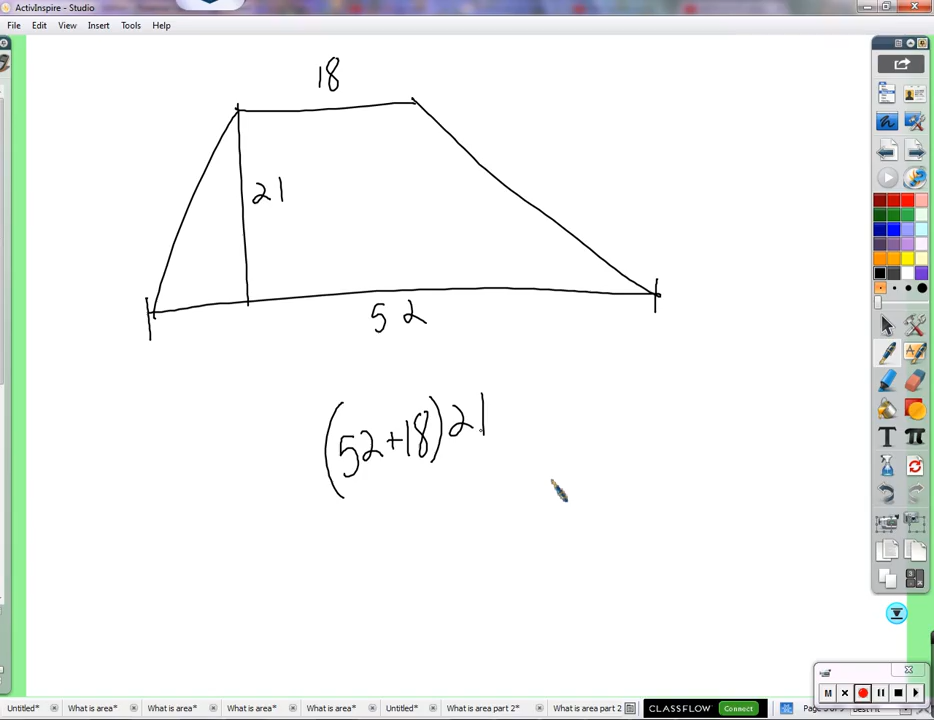 ActivInspire - Studio
File Edit View Insert Tools Help
18
21
52
(52+18)21
M
Untitled* What is area* What is area* What is area* What is area* Untitled* What is area part 2* What is area part 2 CLASSFLOW Connect